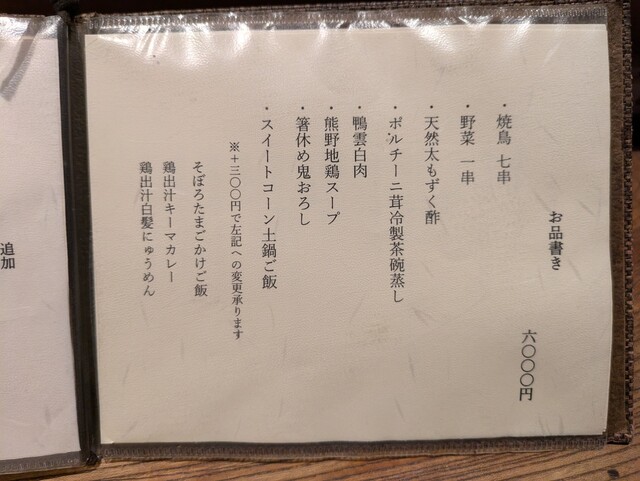 お品書き
六〇〇〇円
・焼鳥 七串
・野菜 一串
・天然太もずく酢
・ポルチーニ茸冷製茶碗蒸し
・鴨雲白肉
・熊野地鶏スープ
・箸休め鬼おろし
・スイートコーン土鍋ご飯
※+三〇〇円で左記への変更承ります
そぼろたまごかけご飯
鶏出汁キーマカレー
鶏出汁白髪にゅうめん
追加